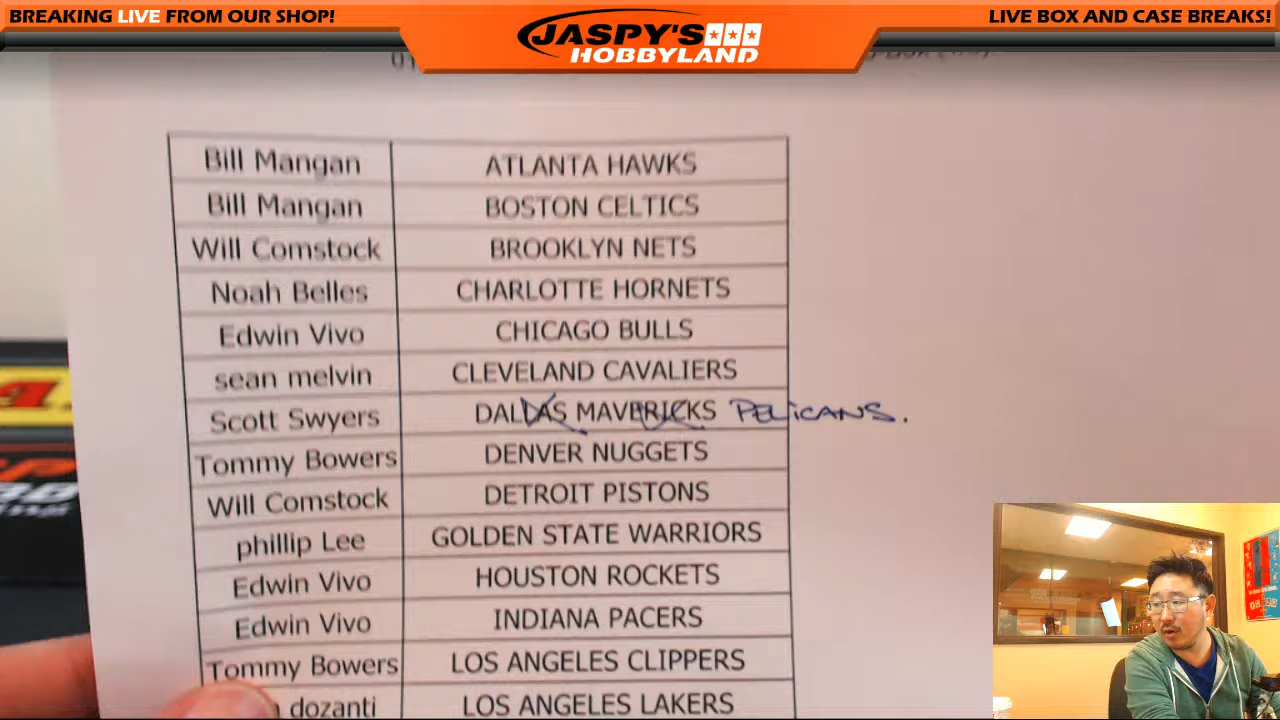 BREAKING LIVE FROM OUR SHOP!
JASPY'S
HOBBYLAND
LIVE BOX AND CASE BREAKS!
Bill Mangan ATLANTA HAWKS
Bill Mangan BOSTON CELTICS
Will Comstock BROOKLYN NETS
Noah Belles CHARLOTTE HORNETS
Edwin Vivo CHICAGO BULLS
sean melvin CLEVELAND CAVALIERS
Scott Swyers DALLAS MAVERICKS PELICANS.
Tommy Bowers DENVER NUGGETS
Will Comstock DETROIT PISTONS
phillip Lee GOLDEN STATE WARRIORS
Edwin Vivo HOUSTON ROCKETS
Edwin Vivo INDIANA PACERS
Tommy Bowers LOS ANGELES CLIPPERS
dozanti LOS ANGELES LAKERS